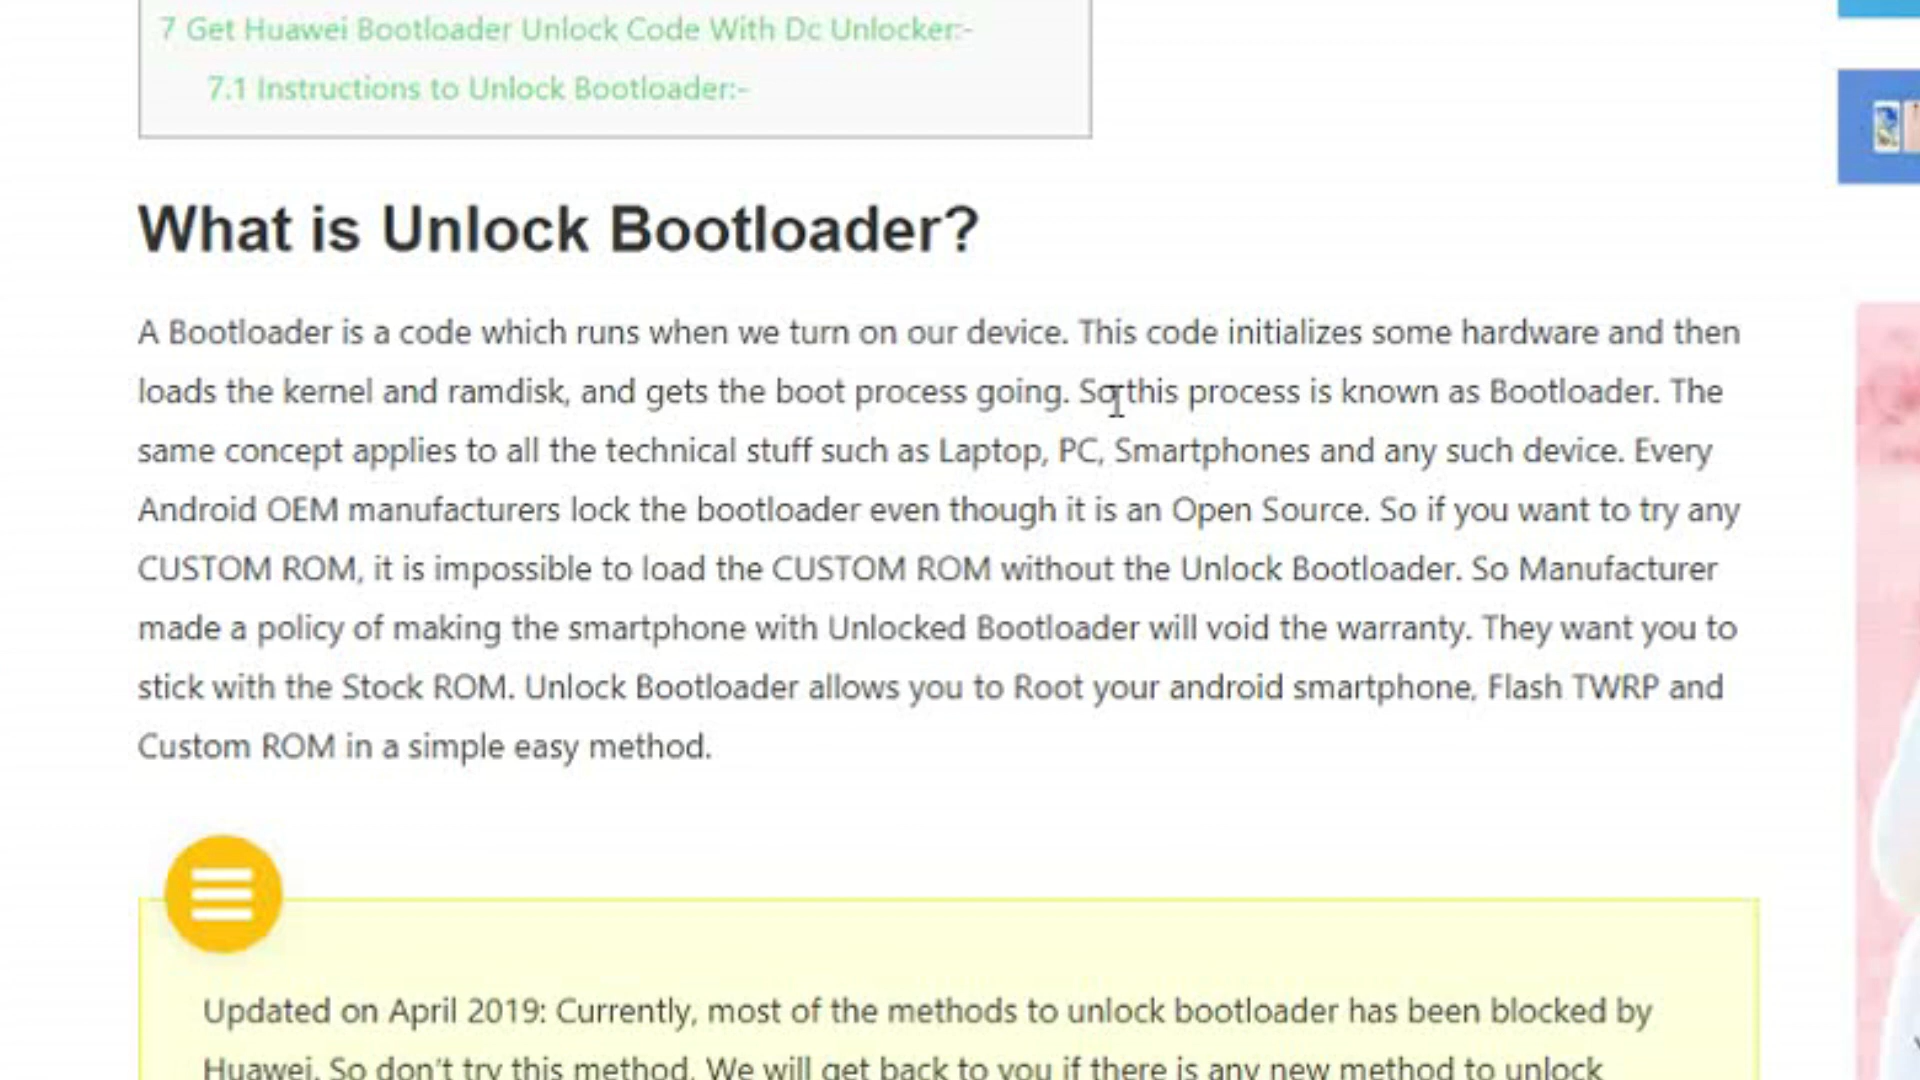 7 Get Huawei Bootloader Unlock Code With Dc Unlocker:-
7.1 Instructions to Unlock Bootloader:-
What is Unlock Bootloader?
A Bootloader is a code which runs when we turn on our device. This code initializes some hardware and then
loads the kernel and ramdisk, and gets the boot process going. So this process is known as Bootloader. The
same concept applies to all the technical stuff such as Laptop, PC, Smartphones and any such device. Every
Android OEM manufacturers lock the bootloader even though it is an Open Source. So if you want to try any
CUSTOM ROM, it is impossible to load the CUSTOM ROM without the Unlock Bootloader. So Manufacturer
made a policy of making the smartphone with Unlocked Bootloader will void the warranty. They want you to
stick with the Stock ROM. Unlock Bootloader allows you to Root your android smartphone, Flash TWRP and
Custom ROM in a simple easy method.
Updated on April 2019: Currently, most of the methods to unlock bootloader has been blocked by
Huawei. So don't try this method. We will get back to you if there is any new method to unlock